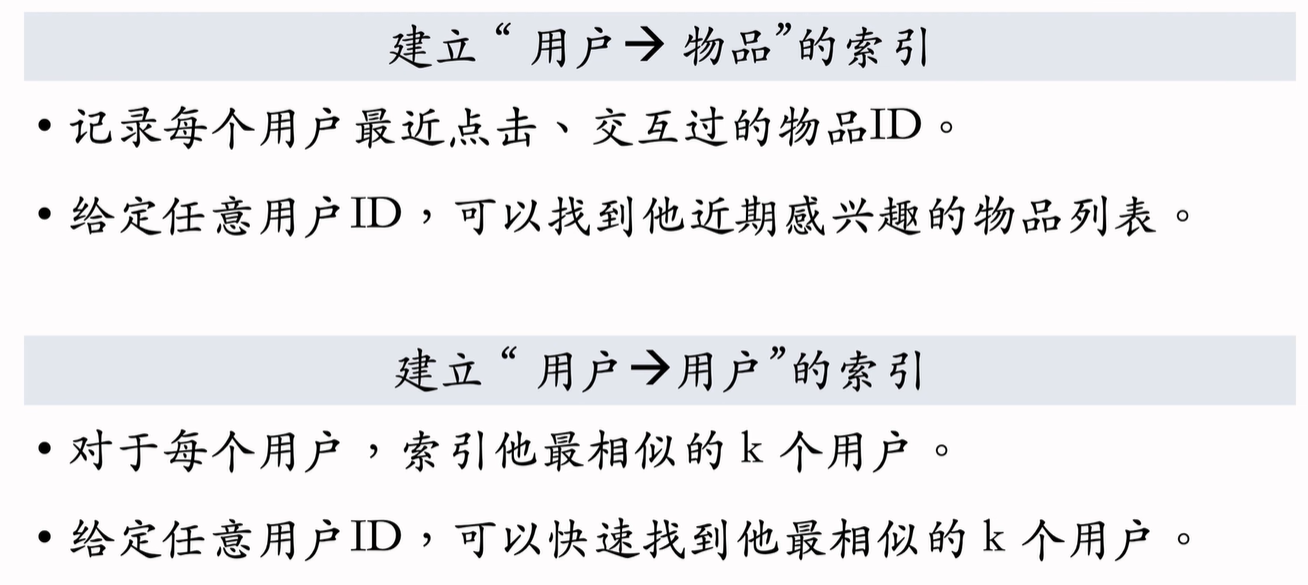 建立“用户→ 物品”的索引
• 记录每个用户最近点击、交互过的物品ID。
• 给定任意用户ID，可以找到他近期感兴趣的物品列表。
建立“用户→用户”的索引
• 对于每个用户，索引他最相似的 k 个用户。
• 给定任意用户ID，可以快速找到他最相似的 k 个用户。